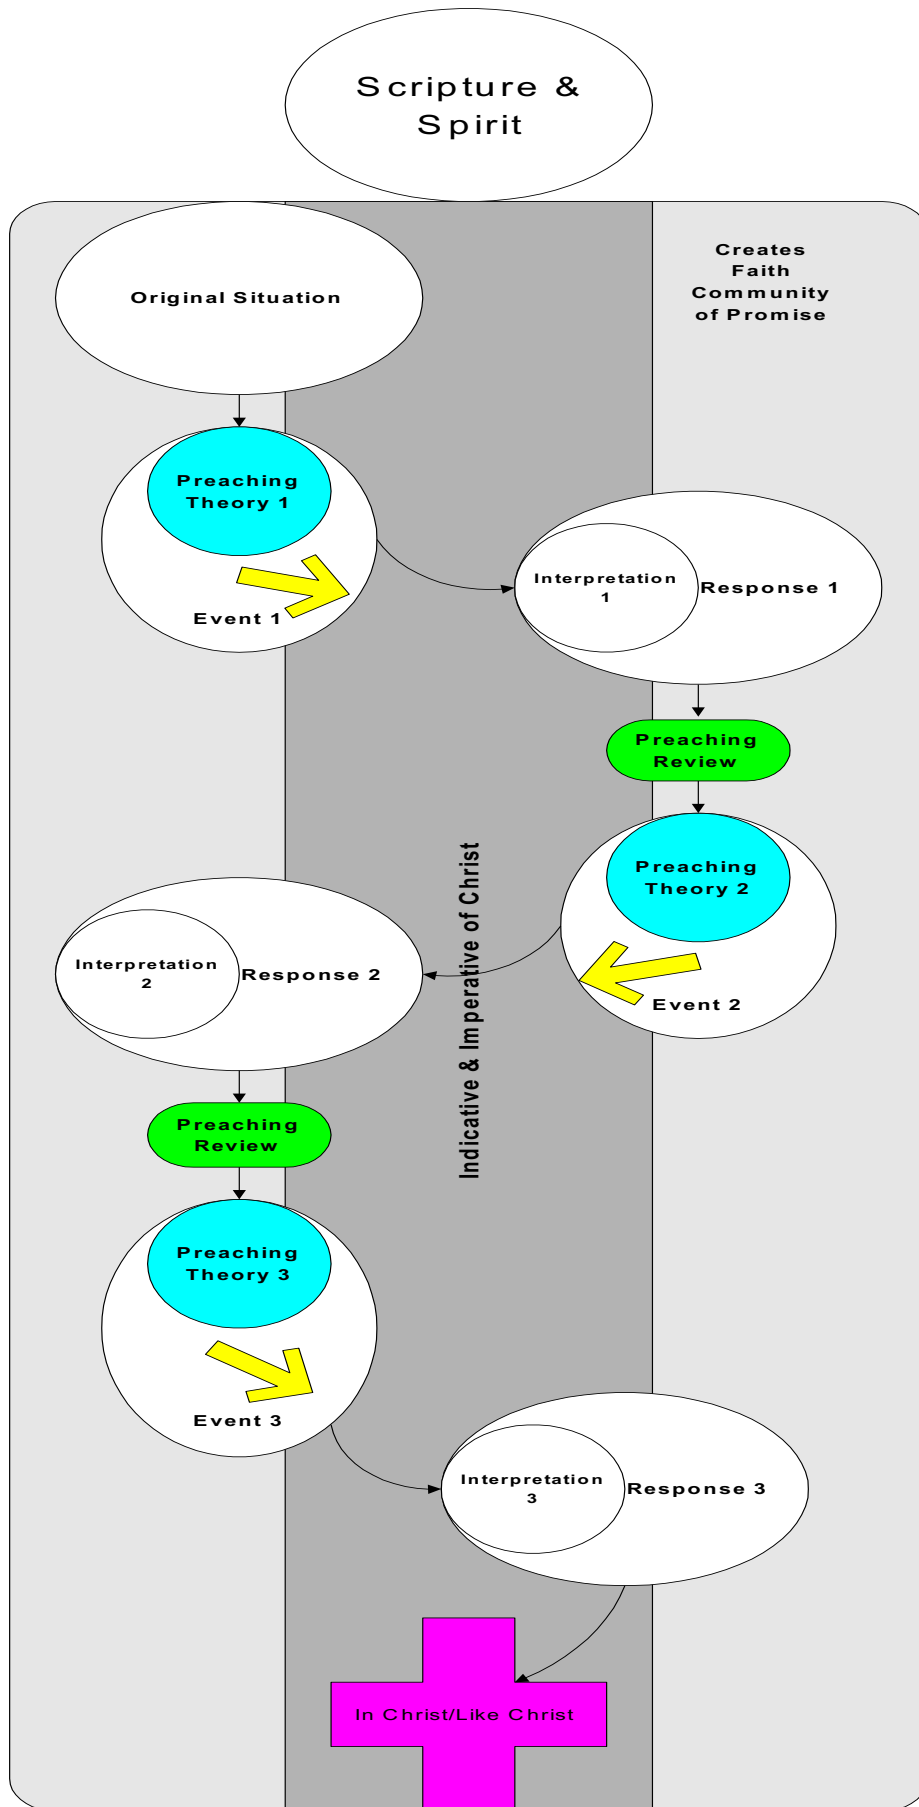 Scripture &
Spirit
Original Situation
Creates
Faith
Community
of Promise
Preaching
Theory 1
Event 1
Interpretation
1
Response 1
Preaching
Review
Preaching
Theory 2
Event 2
Indicative & Imperative of Christ
Interpretation
2
Response 2
Preaching
Review
Preaching
Theory 3
Event 3
Interpretation
3
Response 3
In Christ/Like Christ